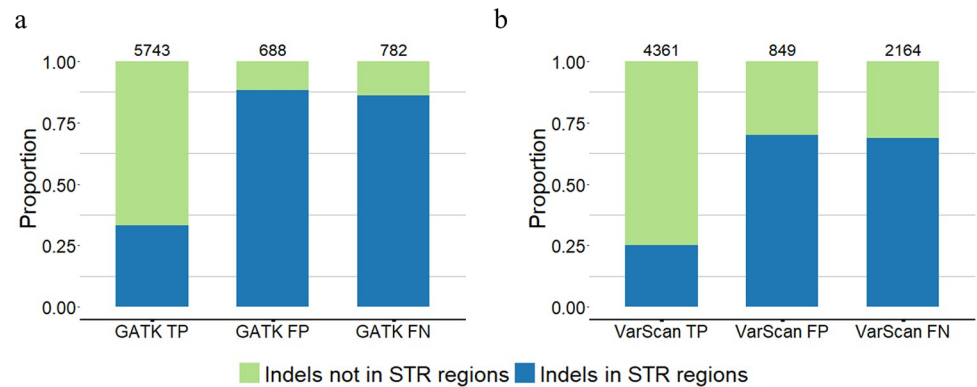 a
5743 688 782
1.00
0.75
0.50
0.25
0.00
Proportion
GATK TP GATK FP GATK FN
b
4361 849 2164
1.00
0.75
0.50
0.25
0.00
Proportion
VarScan TP VarScan FP VarScan FN
Indels not in STR regions Indels in STR regions